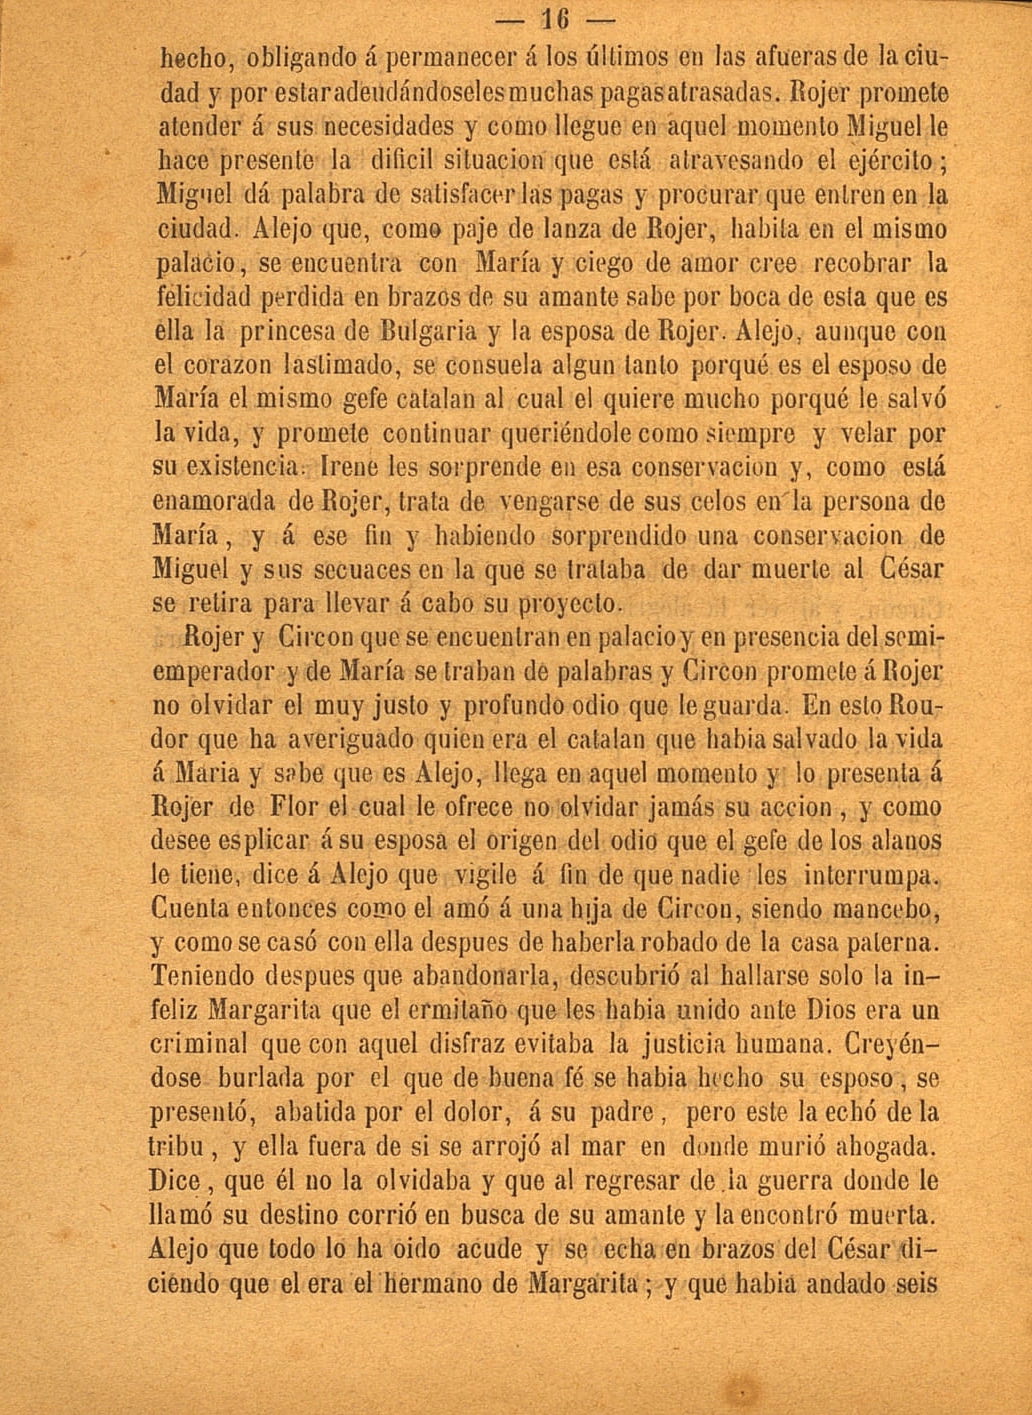 — 16 —
hecho, obligando á permanecer á los últimos en las afueras de la ciu-
dad y por estar adeudándoseles muchas pagas atrasadas. Rojer promete
atender á sus necesidades y como llegue en aquel momento Miguel le
hace presente la dificil situacion que está atravesando el ejército ;
Miguel dá palabra de satisfacer las pagas y procurar que entren en la
ciudad. Alejo que, como paje de lanza de Rojer, habita en el mismo
palacio, se encuentra con María y ciego de amor cree recobrar la
felicidad perdida en brazos de su amante sabe por boca de esta que es
ella la princesa de Bulgaria y la esposa de Rojer. Alejo, aunque con
el corazon lastimado, se consuela algun tanto porqué es el esposo de
María el mismo gefe catalan al cual el quiere mucho porqué le salvó
la vida, y promete continuar queriéndole como siempre y velar por
su existencia. Irene les sorprende en esa conservacion y, como está
enamorada de Rojer, trata de vengarse de sus celos en la persona de
María, y á ese fin y habiendo sorprendido una conservacion de
Miguel y sus secuaces en la que se trataba de dar muerte al César
se retira para llevar á cabo su proyecto.
Rojer y Circon que se encuentran en palacio y en presencia del semi-
emperador y de María se traban de palabras y Circon promete á Rojer
no olvidar el muy justo y profundo odio que le guarda. En esto Rou-
dor que ha averiguado quien era el catalan que habia salvado la vida
á Maria y sabe que es Alejo, llega en aquel momento y lo presenta á
Rojer de Flor el cual le ofrece no olvidar jamás su accion , y como
desee esplicar á su esposa el origen del odio que el gefe de los alanos
le tiene, dice á Alejo que vigile á fin de que nadie les interrumpa.
Cuenta entonces como el amó á una hija de Circon, siendo mancebo,
y como se casó con ella despues de haberla robado de la casa paterna.
Teniendo despues que abandonarla, descubrió al hallarse solo la in-
feliz Margarita que el ermitaño que les habia unido ante Dios era un
criminal que con aquel disfraz evitaba la justicia humana. Creyén-
dose burlada por el que de buena fé se habia hecho su esposo , se
presentó, abatida por el dolor, á su padre , pero este la echó de la
tribu , y ella fuera de si se arrojó al mar en donde murió ahogada.
Dice , que él no la olvidaba y que al regresar de la guerra donde le
llamó su destino corrió en busca de su amante y la encontró muerta.
Alejo que todo lo ha oido acude y se echa en brazos del César di-
ciendo que el era el hermano de Margarita ; y que habia andado seis